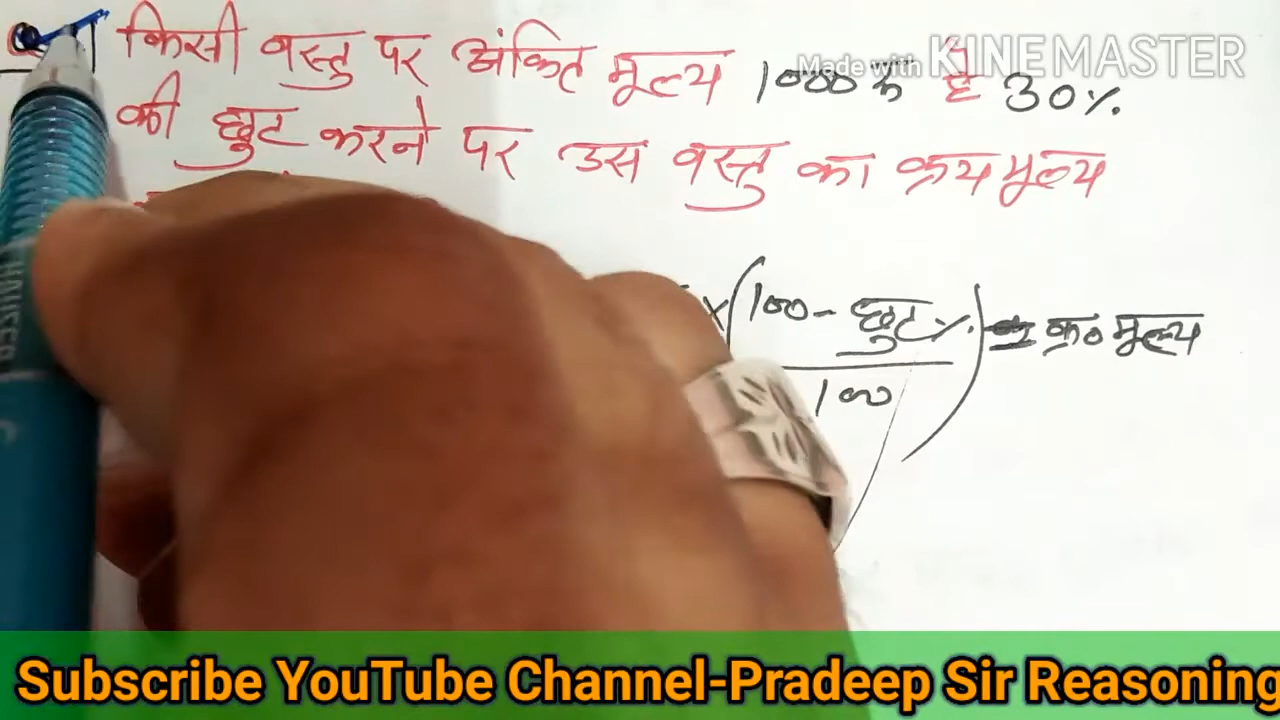 किसी वस्तु पर अंकित मूल्य 1000 रु है 30%
Made with KINEMASTER
की छुट करने पर उस वस्तु का क्रयमूल्य
× (100 - छुट% / 100) = क्र० मूल्य
Subscribe YouTube Channel-Pradeep Sir Reasoning